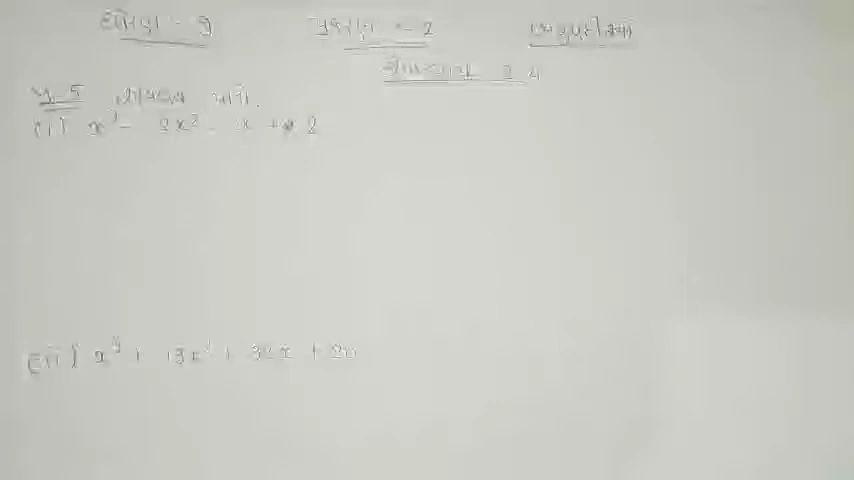 ધોરણ - 9 પ્રકરણ - 2 બહુપદીઓ
સ્વાધ્યાય 2.4
પ્ર.5 અવયવ પાડો.
(i) x³ - 2x² - x + 2
(iii) x³ + 13x² + 32x + 20